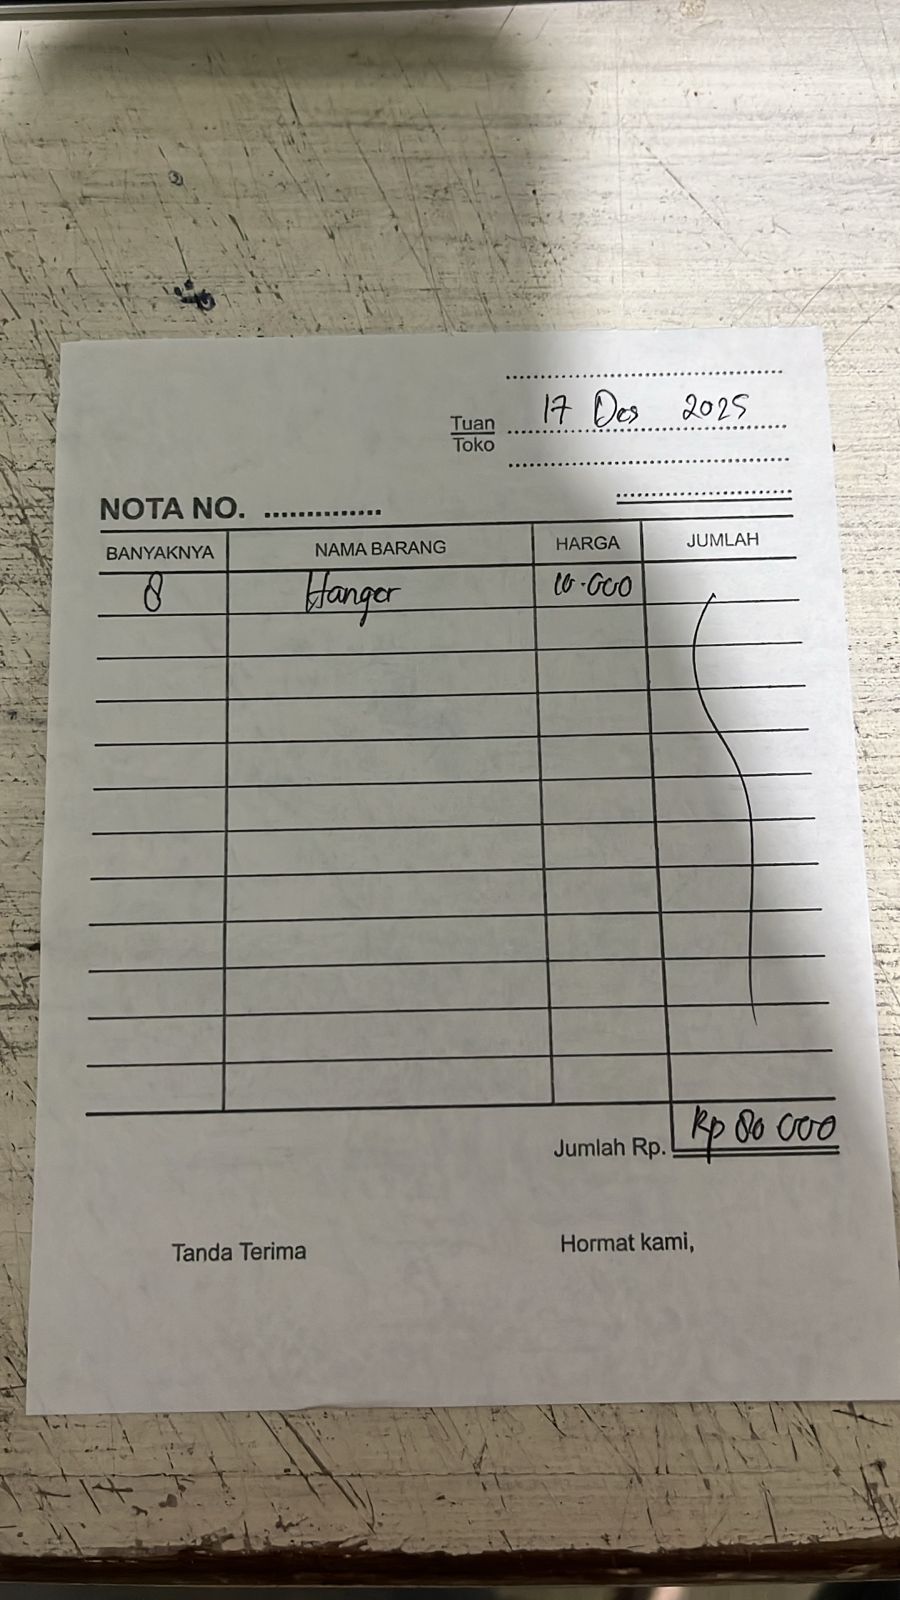 17 Des 2025
Tuan
Toko
NOTA NO. ..............
BANYAKNYA NAMA BARANG HARGA JUMLAH
8 Hanger 10.000
Jumlah Rp. Rp 80 000
Tanda Terima Hormat kami,